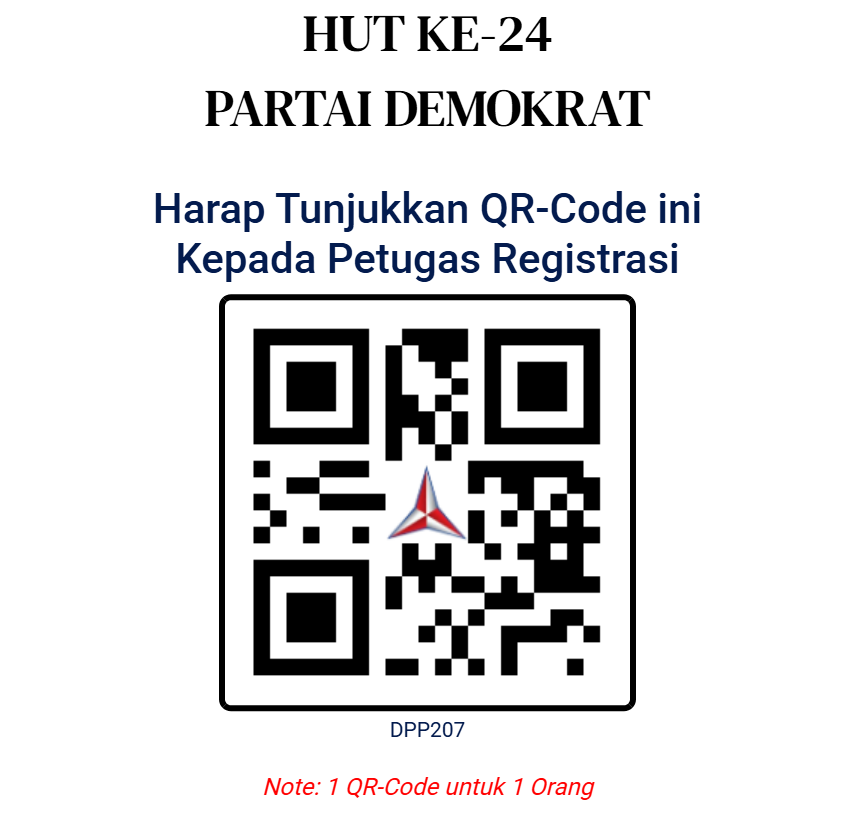 HUT KE-24
PARTAI DEMOKRAT
Harap Tunjukkan QR-Code ini
Kepada Petugas Registrasi
DPP207
Note: 1 QR-Code untuk 1 Orang